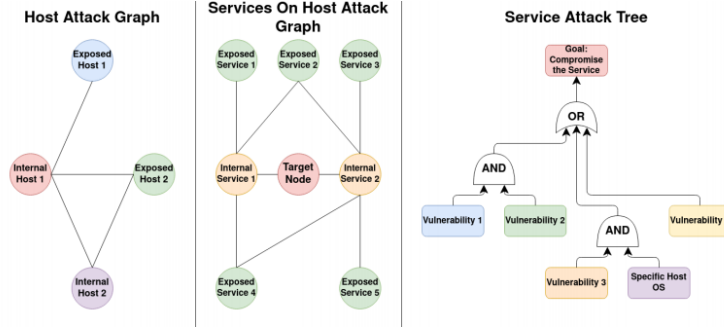 Host Attack Graph
Exposed
Host 1
Internal
Host 1
Exposed
Host 2
Internal
Host 2
Services On Host Attack
Graph
Exposed
Service 1
Exposed
Service 2
Exposed
Service 3
Internal
Service 1
Target
Node
Internal
Service 2
Exposed
Service 4
Exposed
Service 5
Service Attack Tree
Goal:
Compromise
the Service
OR
AND
Vulnerability 1
Vulnerability 2
Vulnerability
AND
Vulnerability 3
Specific Host
OS